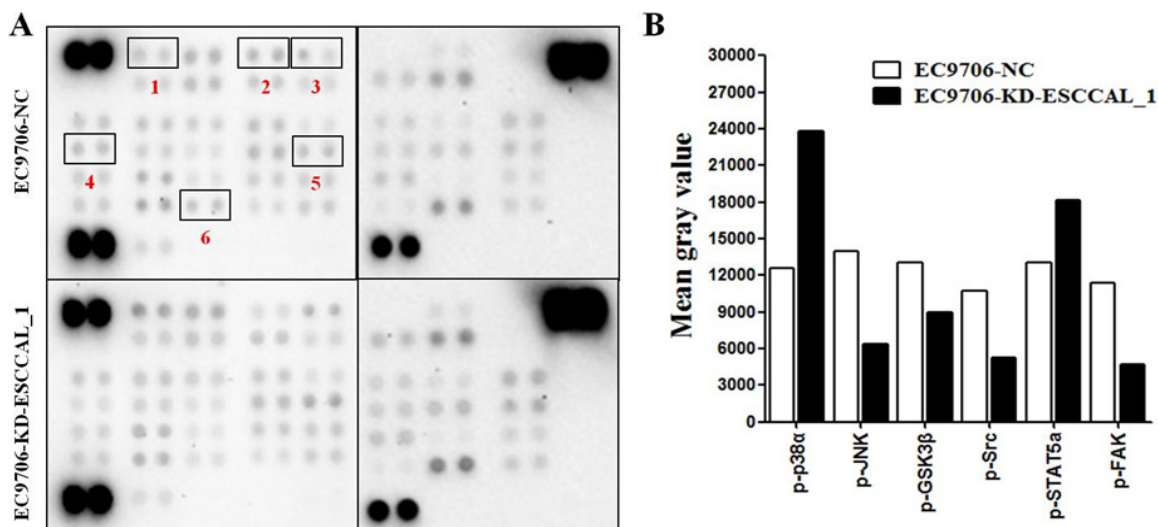 A
EC9706-NC
1
2
3
4
5
6
EC9706-KD-ESCCAL_1
B
EC9706-NC
EC9706-KD-ESCCAL_1
Mean gray value
30000
27000
24000
21000
18000
15000
12000
9000
6000
3000
0
p-p38α
p-JNK
p-GSK3β
p-Src
p-STAT5a
p-FAK